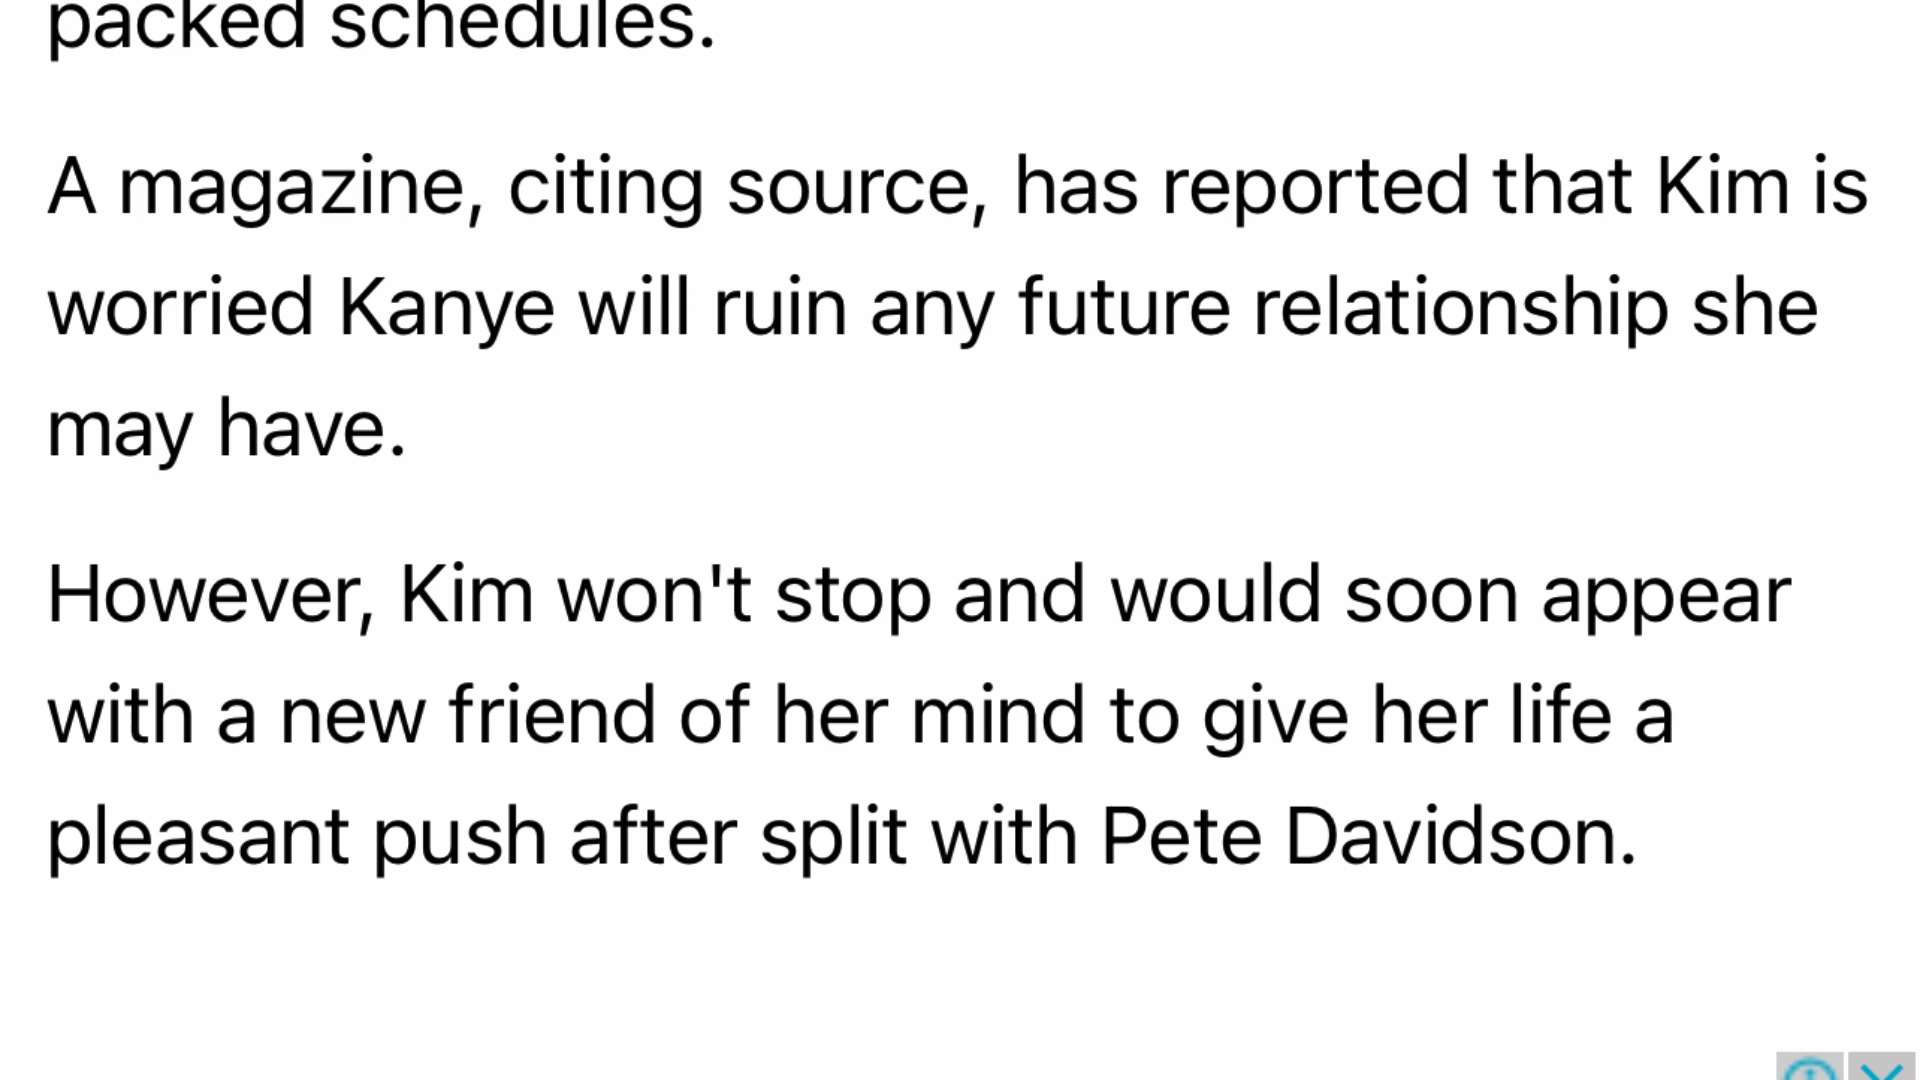 packed schedules.
A magazine, citing source, has reported that Kim is
worried Kanye will ruin any future relationship she
may have.
However, Kim won't stop and would soon appear
with a new friend of her mind to give her life a
pleasant push after split with Pete Davidson.